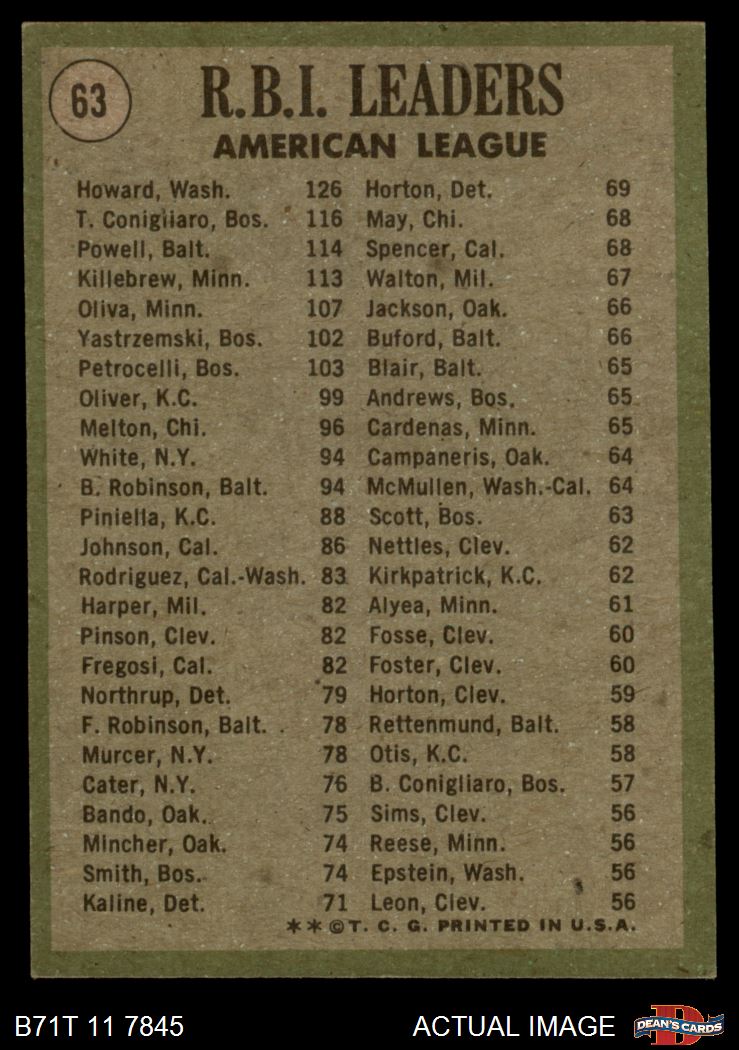 63
R.B.I. LEADERS
AMERICAN LEAGUE
Howard, Wash. 126
T. Conigliaro, Bos. 116
Powell, Balt. 114
Killebrew, Minn. 113
Oliva, Minn. 107
Yastrzemski, Bos. 102
Petrocelli, Bos. 103
Oliver, K.C. 99
Melton, Chi. 96
White, N.Y. 94
B. Robinson, Balt. 94
Piniella, K.C. 88
Johnson, Cal. 86
Rodriguez, Cal.-Wash. 83
Harper, Mil. 82
Pinson, Clev. 82
Fregosi, Cal. 82
Northrup, Det. 79
F. Robinson, Balt. 78
Murcer, N.Y. 78
Cater, N.Y. 76
Bando, Oak. 75
Mincher, Oak. 74
Smith, Bos. 74
Kaline, Det. 71
Horton, Det. 69
May, Chi. 68
Spencer, Cal. 68
Walton, Mil. 67
Jackson, Oak. 66
Buford, Balt. 66
Blair, Balt. 65
Andrews, Bos. 65
Cardenas, Minn. 65
Campaneris, Oak. 64
McMullen, Wash.-Cal. 64
Scott, Bos. 63
Nettles, Clev. 62
Kirkpatrick, K.C. 62
Alyea, Minn. 61
Fosse, Clev. 60
Foster, Clev. 60
Horton, Clev. 59
Rettenmund, Balt. 58
Otis, K.C. 58
B. Conigliaro, Bos. 57
Sims, Clev. 56
Reese, Minn. 56
Epstein, Wash. 56
Leon, Clev. 56
**©T. C. G. PRINTED IN U.S.A.
B71T 11 7845 ACTUAL IMAGE
D
DEAN'S CARDS